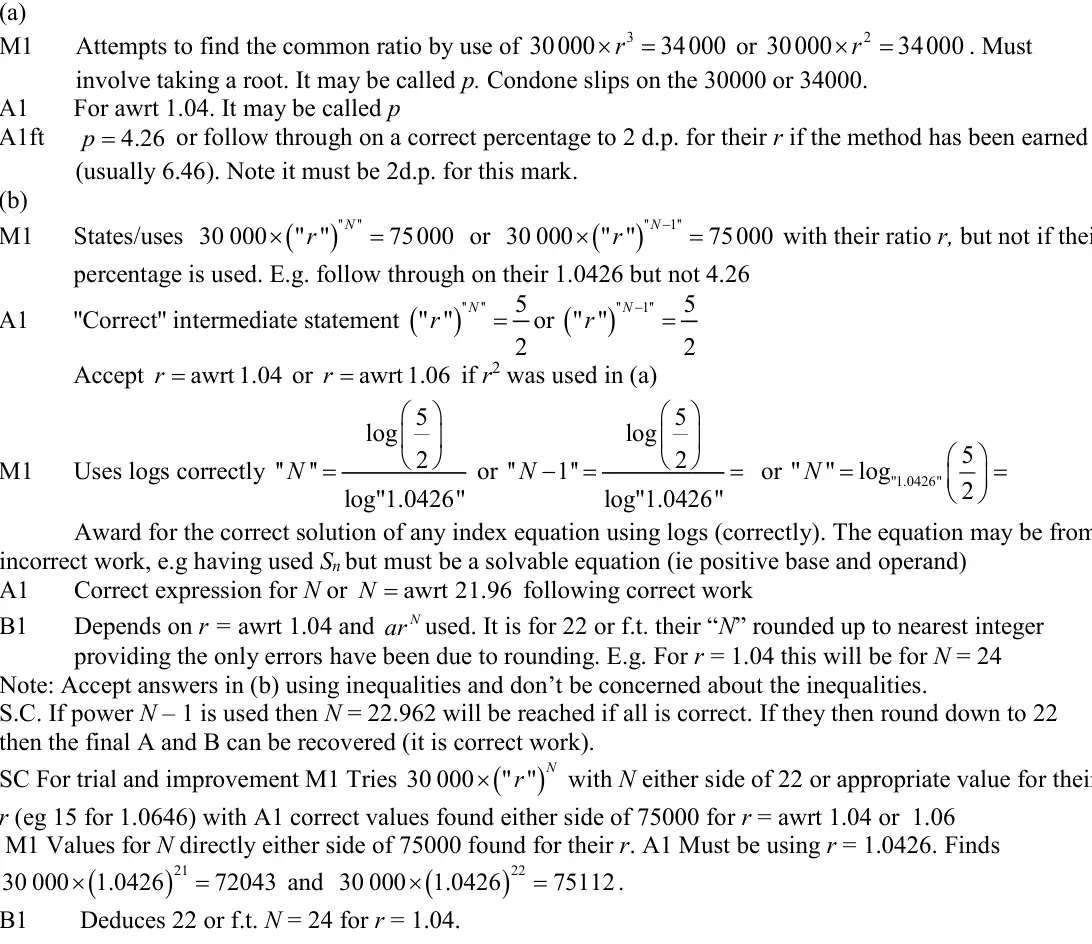 (a)
M1 Attempts to find the common ratio by use of 30000 × r³ = 34000 or 30000 × r² = 34000 . Must
involve taking a root. It may be called p. Condone slips on the 30000 or 34000.
A1 For awrt 1.04. It may be called p
A1ft p = 4.26 or follow through on a correct percentage to 2 d.p. for their r if the method has been earned
(usually 6.46). Note it must be 2d.p. for this mark.
(b)
M1 States/uses 30 000 × ("r")^"N" = 75000 or 30 000 × ("r")^"N−1" = 75000 with their ratio r, but not if thei
percentage is used. E.g. follow through on their 1.0426 but not 4.26
A1 "Correct" intermediate statement ("r")^"N" = 5/2 or ("r")^"N−1" = 5/2
Accept r = awrt 1.04 or r = awrt 1.06 if r² was used in (a)
M1 Uses logs correctly "N" = log(5/2)/log"1.0426" or "N −1" = log(5/2)/log"1.0426" = or "N" = log_"1.0426"(5/2) =
Award for the correct solution of any index equation using logs (correctly). The equation may be from
incorrect work, e.g having used Sₙ but must be a solvable equation (ie positive base and operand)
A1 Correct expression for N or N = awrt 21.96 following correct work
B1 Depends on r = awrt 1.04 and ar^N used. It is for 22 or f.t. their “N” rounded up to nearest integer
providing the only errors have been due to rounding. E.g. For r = 1.04 this will be for N = 24
Note: Accept answers in (b) using inequalities and don’t be concerned about the inequalities.
S.C. If power N – 1 is used then N = 22.962 will be reached if all is correct. If they then round down to 22
then the final A and B can be recovered (it is correct work).
SC For trial and improvement M1 Tries 30 000 × ("r")^N with N either side of 22 or appropriate value for thei
r (eg 15 for 1.0646) with A1 correct values found either side of 75000 for r = awrt 1.04 or 1.06
M1 Values for N directly either side of 75000 found for their r. A1 Must be using r = 1.0426. Finds
30 000 × (1.0426)^21 = 72043 and 30 000 × (1.0426)^22 = 75112 .
B1 Deduces 22 or f.t. N = 24 for r = 1.04.